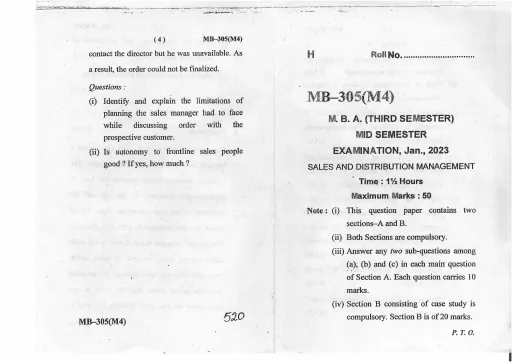 ( 4 ) MB–305(M4)
contact the director but he was unavailable. As
a result, the order could not be finalized.
Questions :
(i) Identify and explain the limitations of
planning the sales manager had to face
while discussing order with the
prospective customer.
(ii) Is autonomy to frontline sales people
good ? If yes, how much ?
MB–305(M4)
520
H Roll No. ..............................
MB–305(M4)
M. B. A. (THIRD SEMESTER)
MID SEMESTER
EXAMINATION, Jan., 2023
SALES AND DISTRIBUTION MANAGEMENT
Time : 1½ Hours
Maximum Marks : 50
Note : (i) This question paper contains two
sections–A and B.
(ii) Both Sections are compulsory.
(iii) Answer any two sub-questions among
(a), (b) and (c) in each main question
of Section A. Each question carries 10
marks.
(iv) Section B consisting of case study is
compulsory. Section B is of 20 marks.
P. T. O.